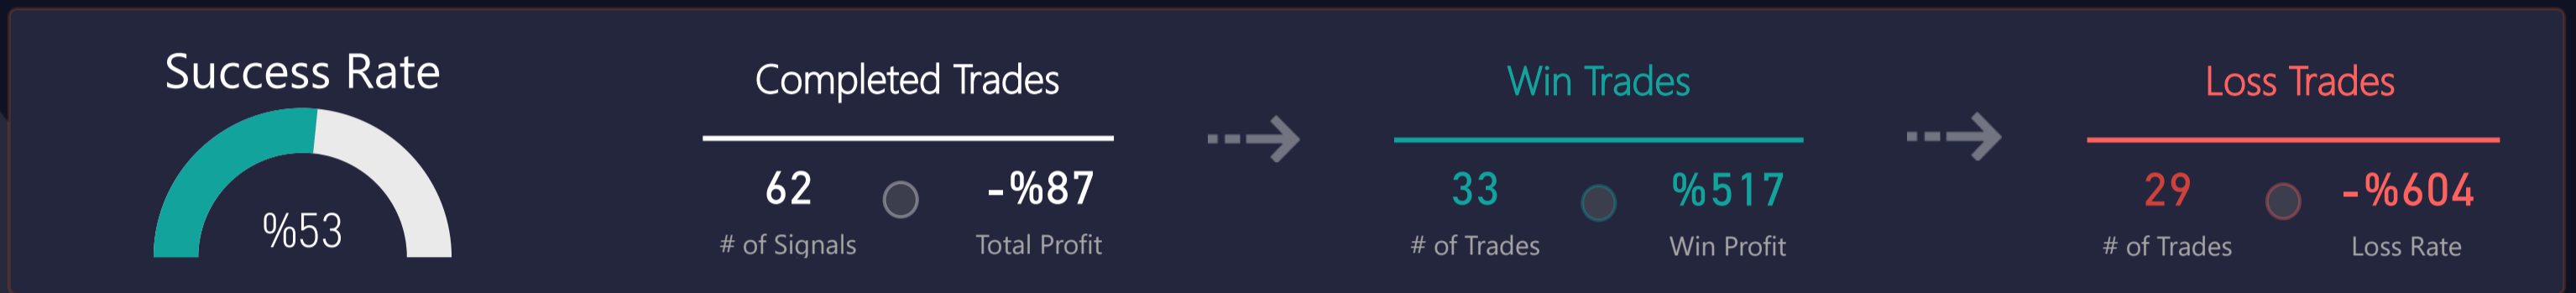 Success Rate
%53
Completed Trades
62
-%87
# of Signals
Total Profit
Win Trades
33
%517
# of Trades
Win Profit
Loss Trades
29
-%604
# of Trades
Loss Rate